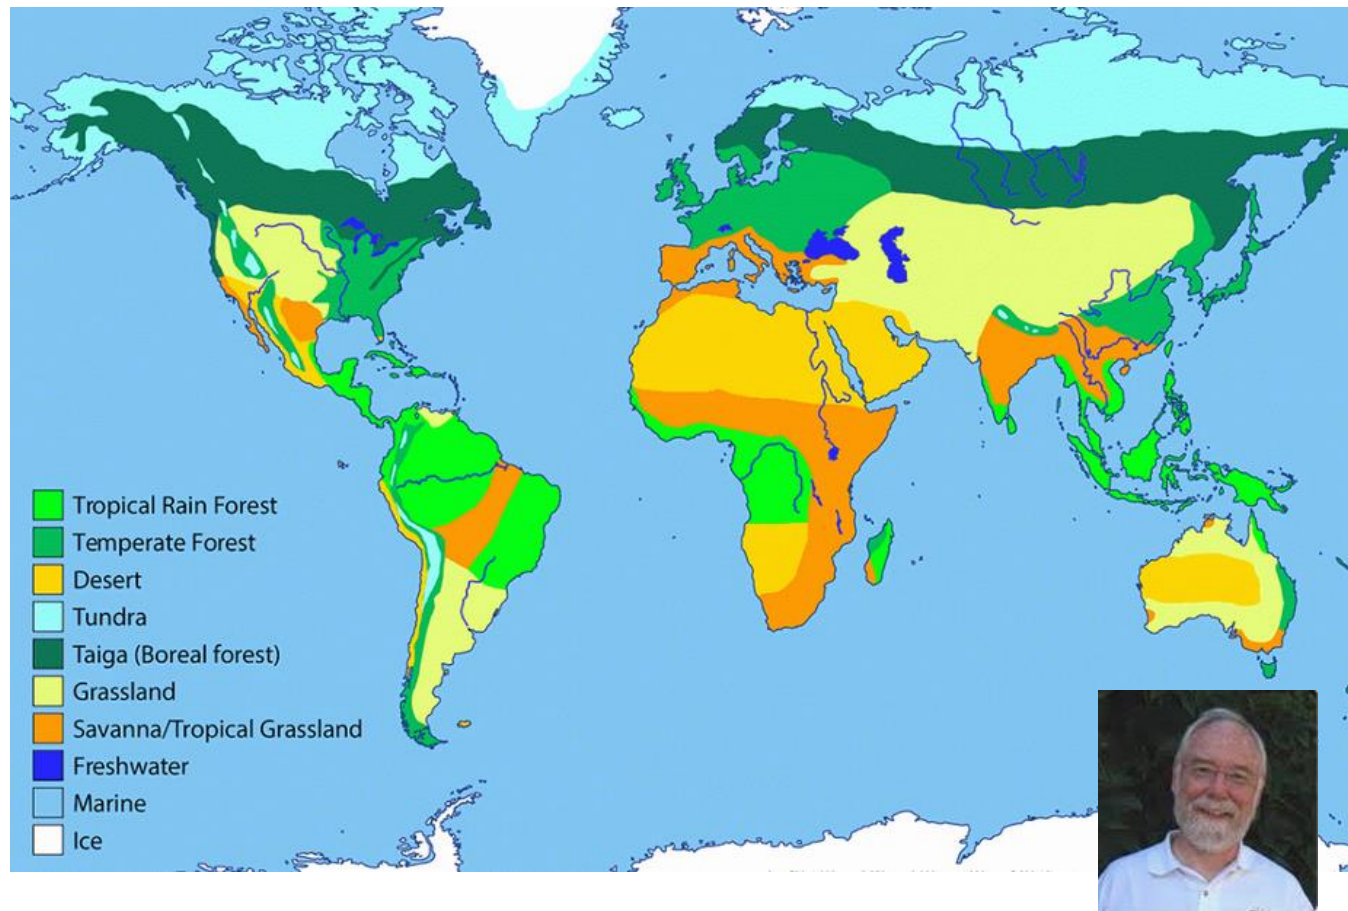 Tropical Rain Forest
Temperate Forest
Desert
Tundra
Taiga (Boreal forest)
Grassland
Savanna/Tropical Grassland
Freshwater
Marine
Ice